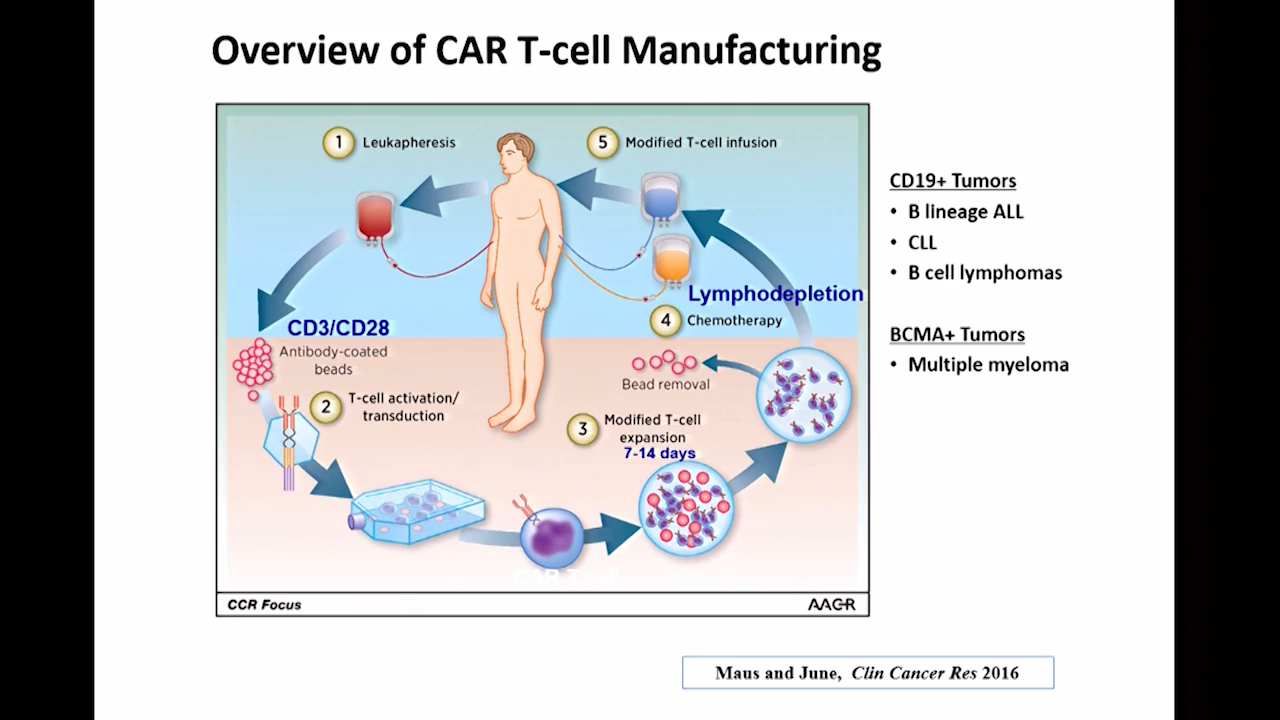 Overview of CAR T-cell Manufacturing
1 Leukapheresis
5 Modified T-cell infusion
Lymphodepletion
4 Chemotherapy
CD3/CD28
Antibody-coated
beads
2 T-cell activation/
transduction
Bead removal
3 Modified T-cell
expansion
7-14 days
CAR T cell
CCR Focus
AACR
CD19+ Tumors
• B lineage ALL
• CLL
• B cell lymphomas
BCMA+ Tumors
• Multiple myeloma
Maus and June, Clin Cancer Res 2016